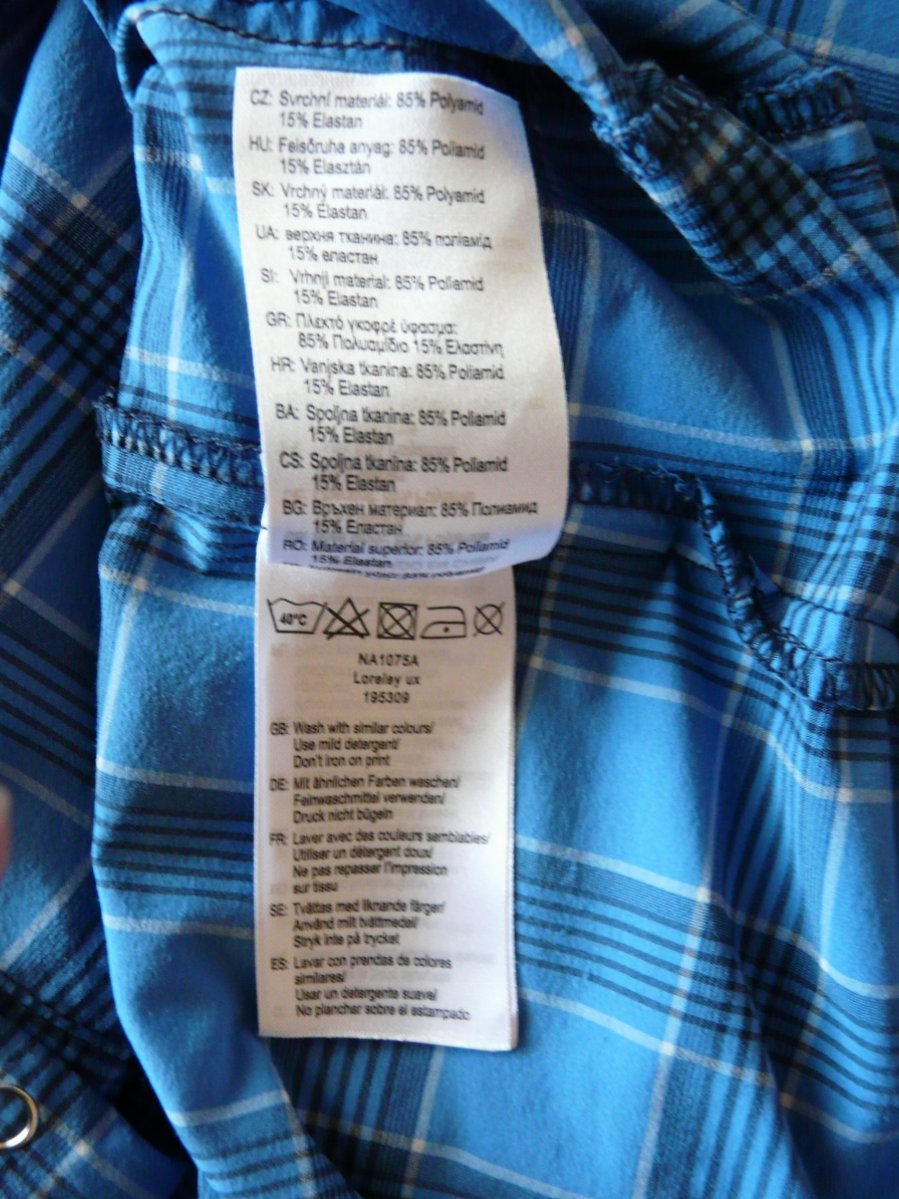 CZ: Svrchní materiál: 85% Polyamid
15% Elastan
HU: Felsőruha anyag: 85% Poliamid
15% Elasztán
SK: Vrchný materiál: 85% Polyamid
15% Elastan
UA: верхня тканина: 85% поліамід
15% еластан
SI: Vrhnji material: 85% Poliamid
15% Elastan
GR: Πλεκτό γκοφρέ ύφασμα:
85% Πολυαμίδιο 15% Ελαστίνη
HR: Vanjska tkanina: 85% Poliamid
15% Elastan
BA: Spoljna tkanina: 85% Poliamid
15% Elastan
CS: Spoljna tkanina: 85% Poliamid
15% Elastan
BG: Връхен материал: 85% Полиамид
15% Еластан
RO: Material superior: 85% Poliamid
15% Elastan
40°C
NA1075A
Loreley ux
195309
GB: Wash with similar colours/
Use mild detergent/
Don't iron on print
DE: Mit ähnlichen Farben waschen/
Feinwaschmittel verwenden/
Druck nicht bügeln
FR: Laver avec des couleurs semblables/
Utiliser un détergent doux/
Ne pas repasser l'impression
sur tissu
SE: Tvättas med liknande färger/
Använd milt tvättmedel/
Stryk inte på trycket
ES: Lavar con prendas de colores
similares/
Usar un detergente suave/
No planchar sobre el estampado